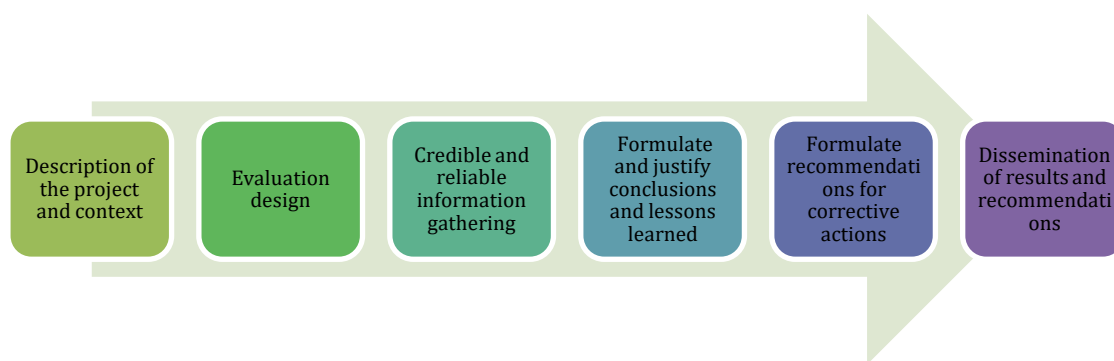 Description of
the project
and context
Evaluation
design
Credible and
reliable
information
gathering
Formulate
and justify
conclusions
and lessons
learned
Formulate
recommendati
ons for
corrective
actions
Dissemination
of results and
recommendati
ons